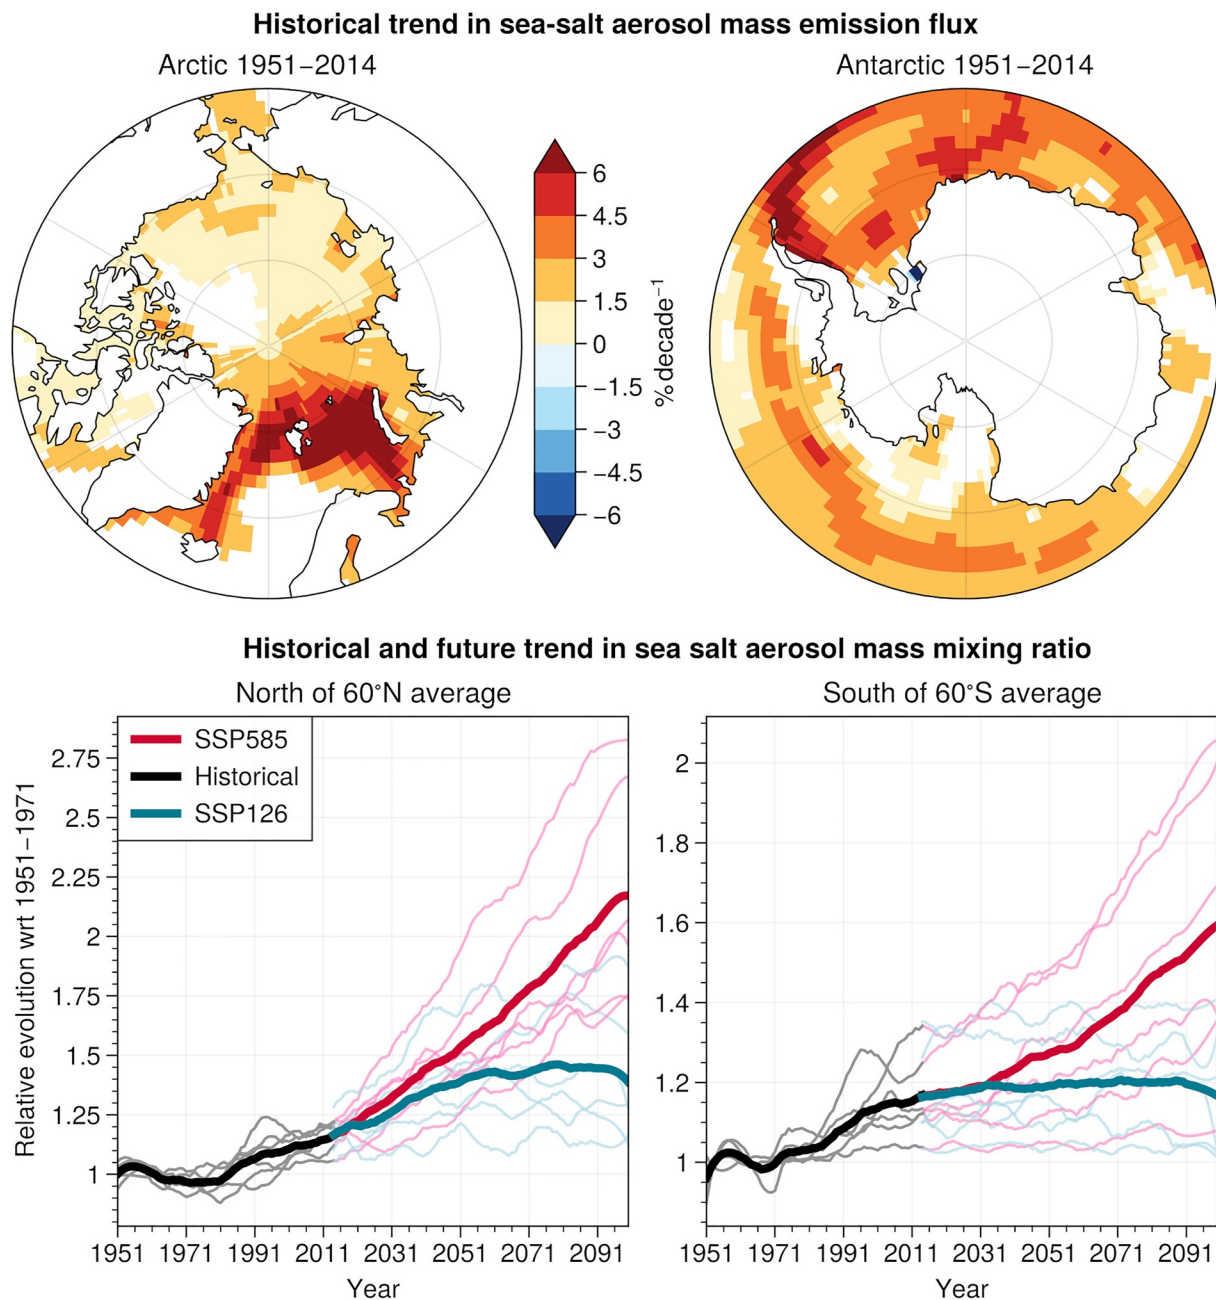 Historical trend in sea-salt aerosol mass emission flux
Arctic 1951–2014
Antarctic 1951–2014
6
4.5
3
1.5
0
−1.5
−3
−4.5
−6
% decade⁻¹
Historical and future trend in sea salt aerosol mass mixing ratio
North of 60°N average
South of 60°S average
SSP585
Historical
SSP126
Relative evolution wrt 1951–1971
2.75
2.5
2.25
2
1.75
1.5
1.25
1
1951 1971 1991 2011 2031 2051 2071 2091
Year
2
1.8
1.6
1.4
1.2
1
1951 1971 1991 2011 2031 2051 2071 2091
Year